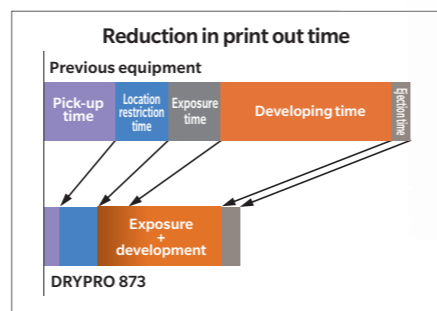 Reduction in print out time
Previous equipment
Pick-up
time
Location
restriction
time
Exposure
time
Developing time
Ejection time
Exposure
+
development
DRYPRO 873